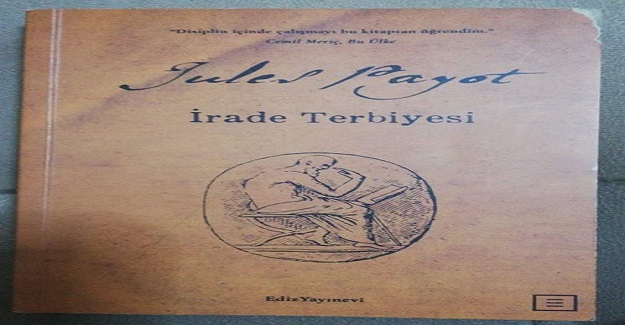 "Disiplin içinde çalışmayı bu kitaptan öğrendim."
Cemil Meriç, Bu Ülke
Jules Payot
İrade Terbiyesi
EdizYayınevi